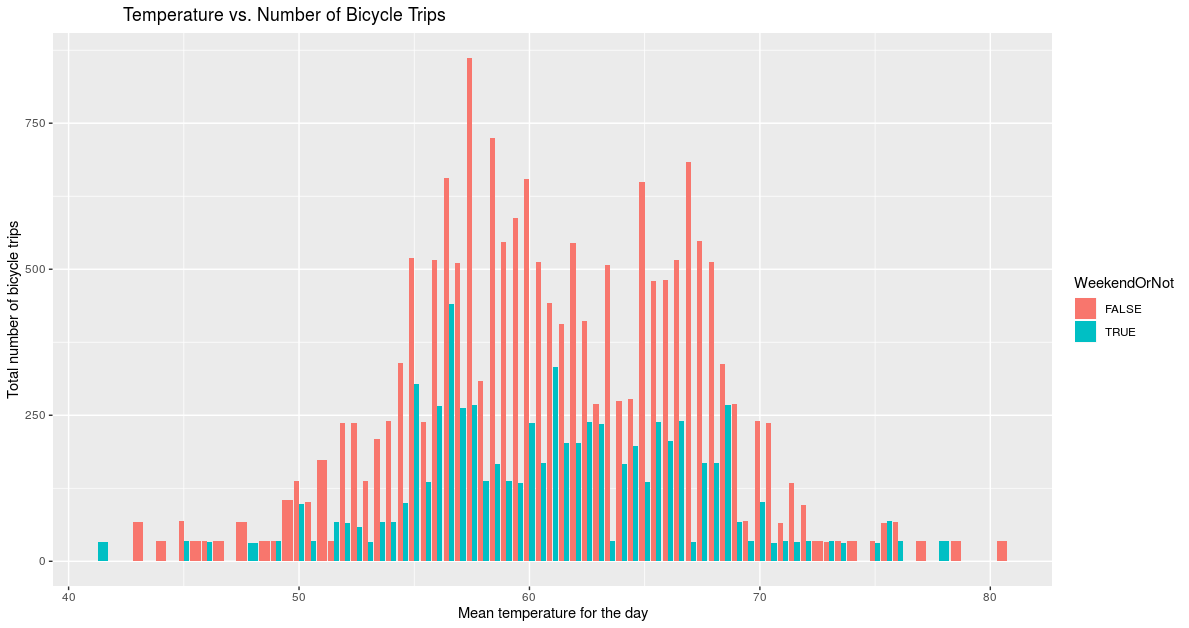 Temperature vs. Number of Bicycle Trips
Total number of bicycle trips
750
500
250
0
40
50
60
70
80
Mean temperature for the day
WeekendOrNot
FALSE
TRUE